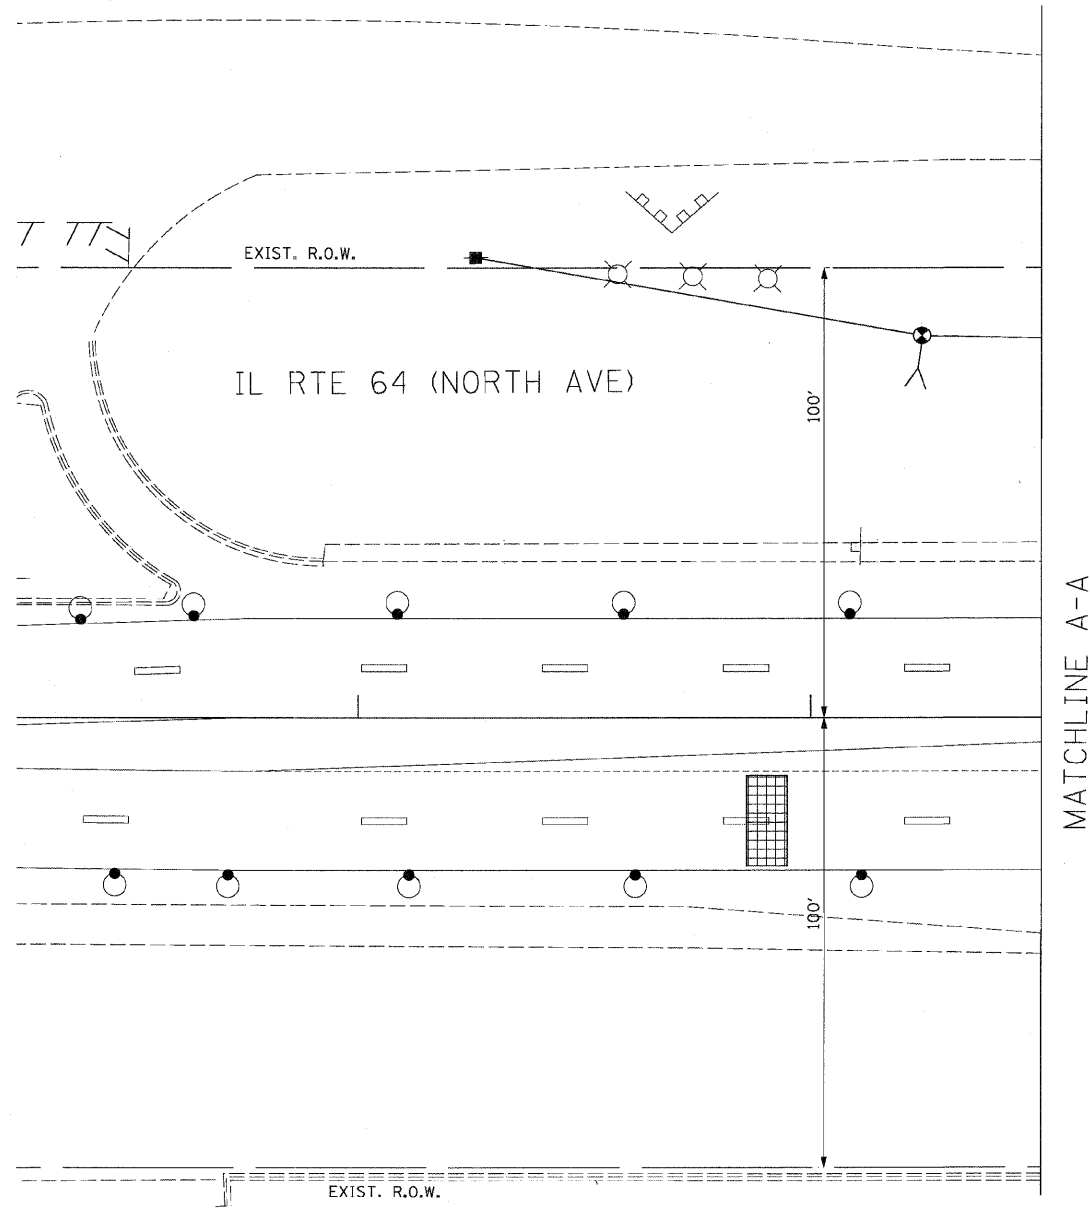 EXIST. R.O.W.
IL RTE 64 (NORTH AVE)
100'
MATCHLINE A-A
100'
EXIST. R.O.W.